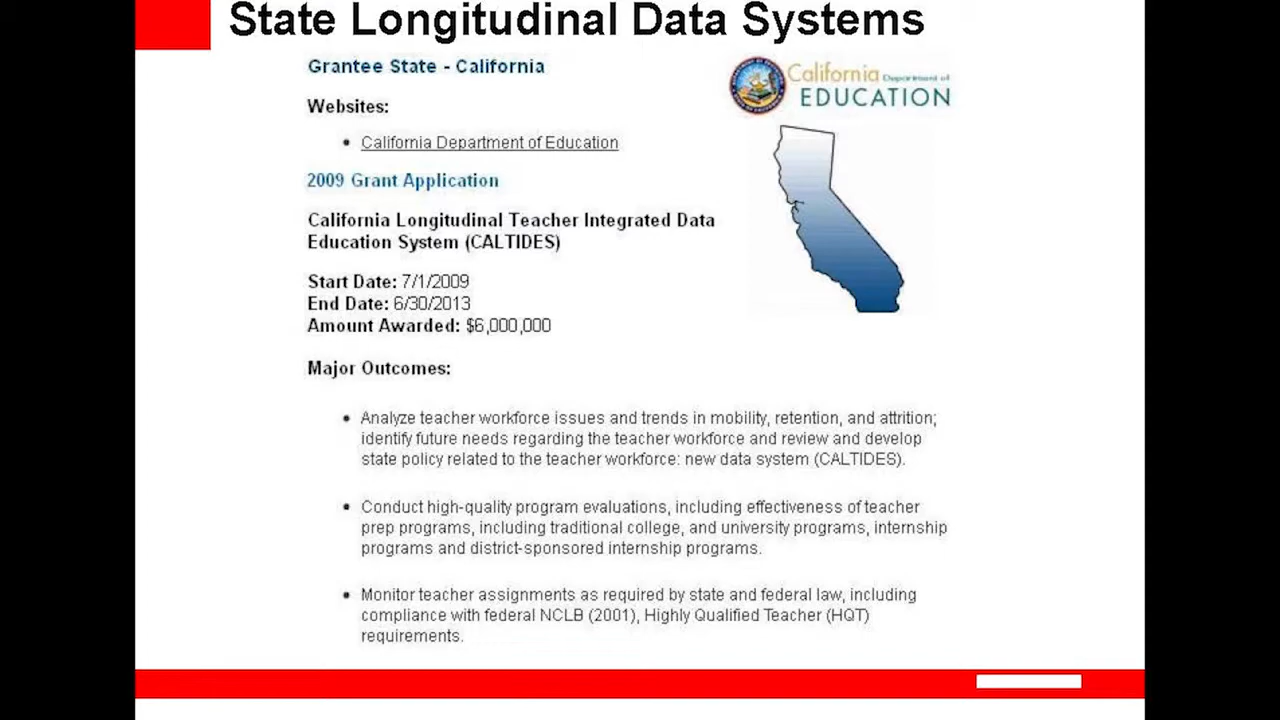 State Longitudinal Data Systems
Grantee State - California
California Department of
EDUCATION
Websites:
• California Department of Education
2009 Grant Application
California Longitudinal Teacher Integrated Data
Education System (CALTIDES)
Start Date: 7/1/2009
End Date: 6/30/2013
Amount Awarded: $6,000,000
Major Outcomes:
• Analyze teacher workforce issues and trends in mobility, retention, and attrition;
identify future needs regarding the teacher workforce and review and develop
state policy related to the teacher workforce: new data system (CALTIDES).
• Conduct high-quality program evaluations, including effectiveness of teacher
prep programs, including traditional college, and university programs, internship
programs and district-sponsored internship programs.
• Monitor teacher assignments as required by state and federal law, including
compliance with federal NCLB (2001), Highly Qualified Teacher (HQT)
requirements.